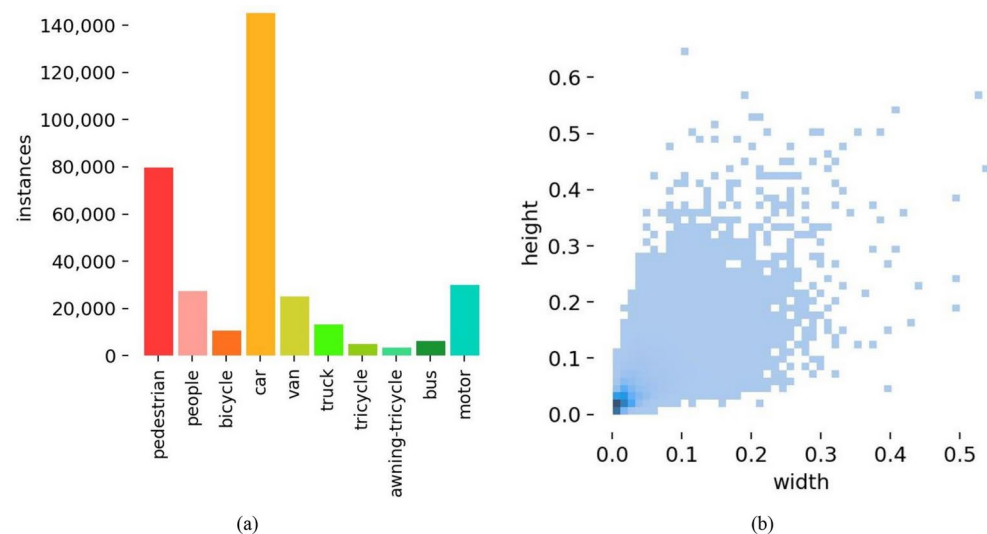 140,000
120,000
100,000
80,000
60,000
40,000
20,000
0
instances
pedestrian
people
bicycle
car
van
truck
tricycle
awning-tricycle
bus
motor
(a)
0.6
0.5
0.4
0.3
0.2
0.1
0.0
height
0.0 0.1 0.2 0.3 0.4 0.5
width
(b)